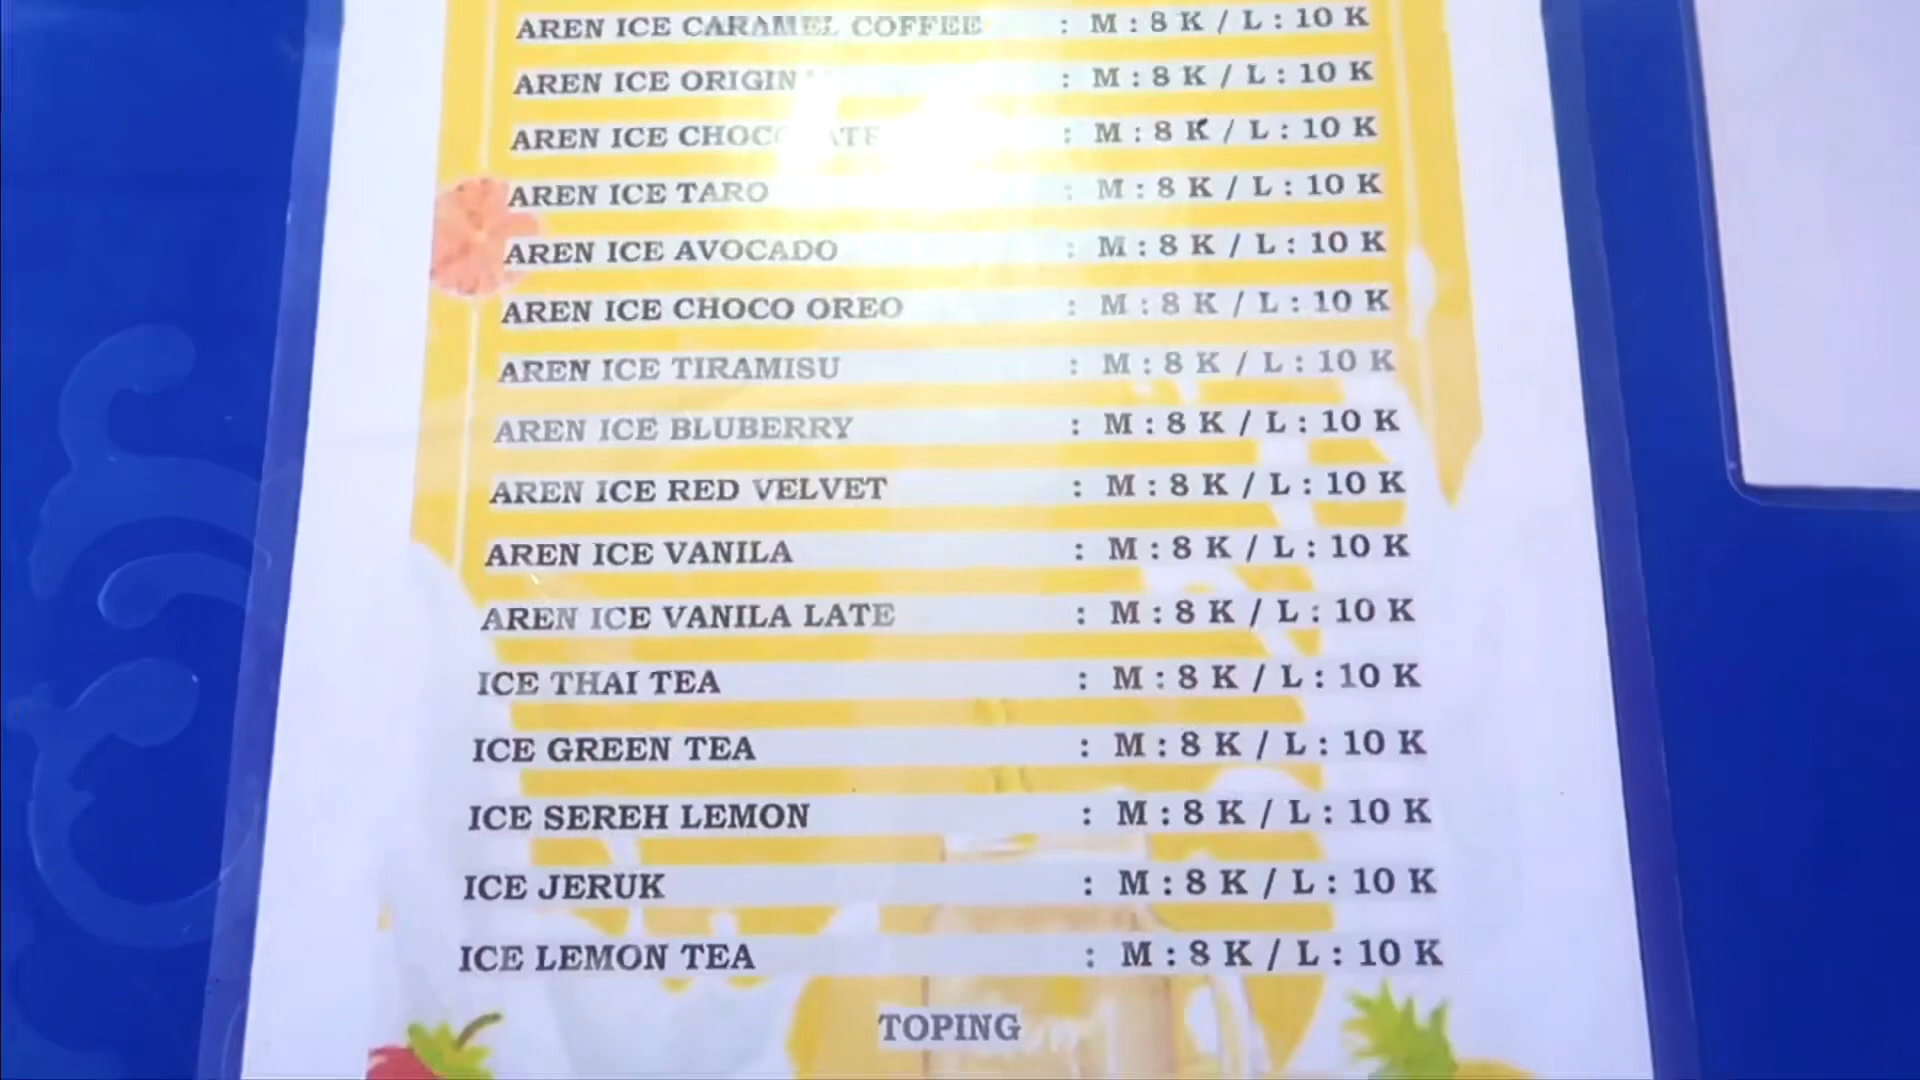 AREN ICE CARAMEL COFFEE : M : 8 K / L : 10 K
AREN ICE : M : 8 K / L : 10 K
AREN ICE : M : 8 K / L : 10 K
AREN ICE TARO : M : 8 K / L : 10 K
AREN ICE AVOCADO : M : 8 K / L : 10 K
AREN ICE CHOCO OREO : M : 8 K / L : 10 K
AREN ICE TIRAMISU : M : 8 K / L : 10 K
AREN ICE BLUBERRY : M : 8 K / L : 10 K
AREN ICE RED VELVET : M : 8 K / L : 10 K
AREN ICE VANILA : M : 8 K / L : 10 K
AREN ICE VANILA LATE : M : 8 K / L : 10 K
ICE THAI TEA : M : 8 K / L : 10 K
ICE GREEN TEA : M : 8 K / L : 10 K
ICE SEREH LEMON : M : 8 K / L : 10 K
ICE JERUK : M : 8 K / L : 10 K
ICE LEMON TEA : M : 8 K / L : 10 K
TOPING